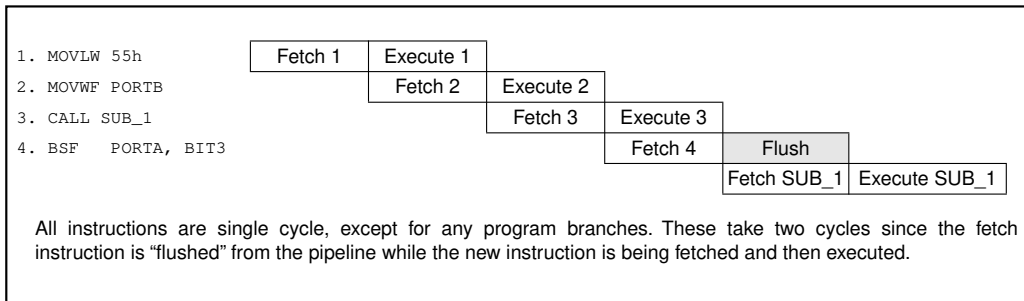 1. MOVLW 55h Fetch 1 Execute 1
2. MOVWF PORTB Fetch 2 Execute 2
3. CALL SUB_1 Fetch 3 Execute 3
4. BSF PORTA, BIT3 Fetch 4 Flush
Fetch SUB_1 Execute SUB_1
All instructions are single cycle, except for any program branches. These take two cycles since the fetch
instruction is “flushed” from the pipeline while the new instruction is being fetched and then executed.